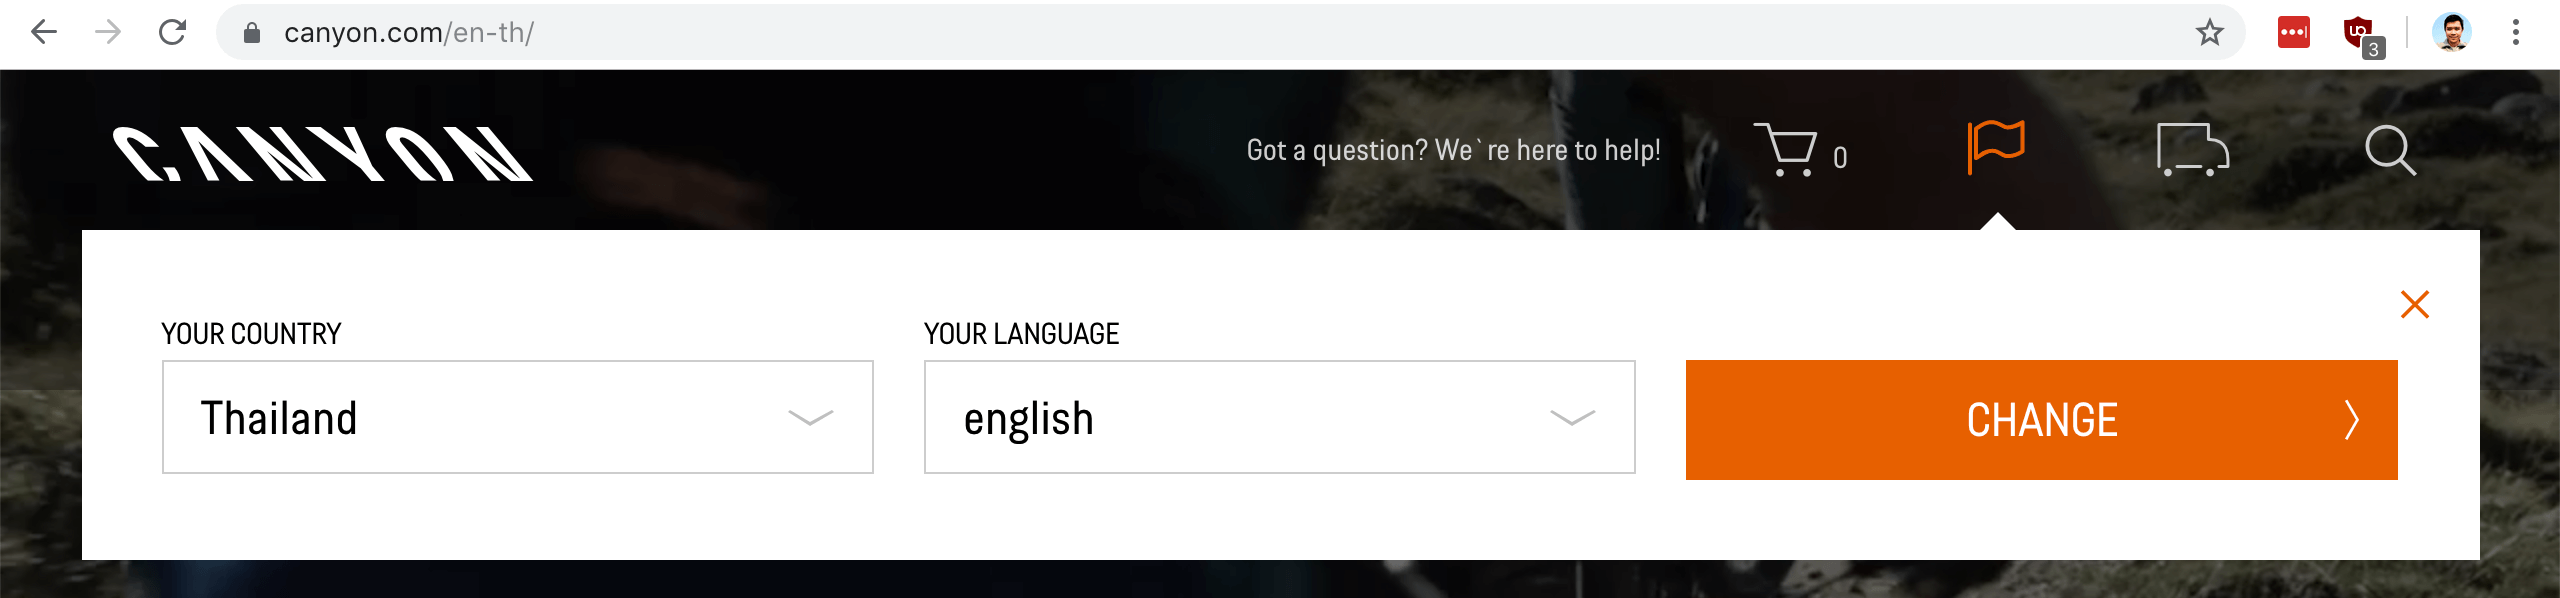 canyon.com/en-th/
3
CANYON
Got a question? We`re here to help!
0
YOUR COUNTRY
YOUR LANGUAGE
Thailand
english
CHANGE